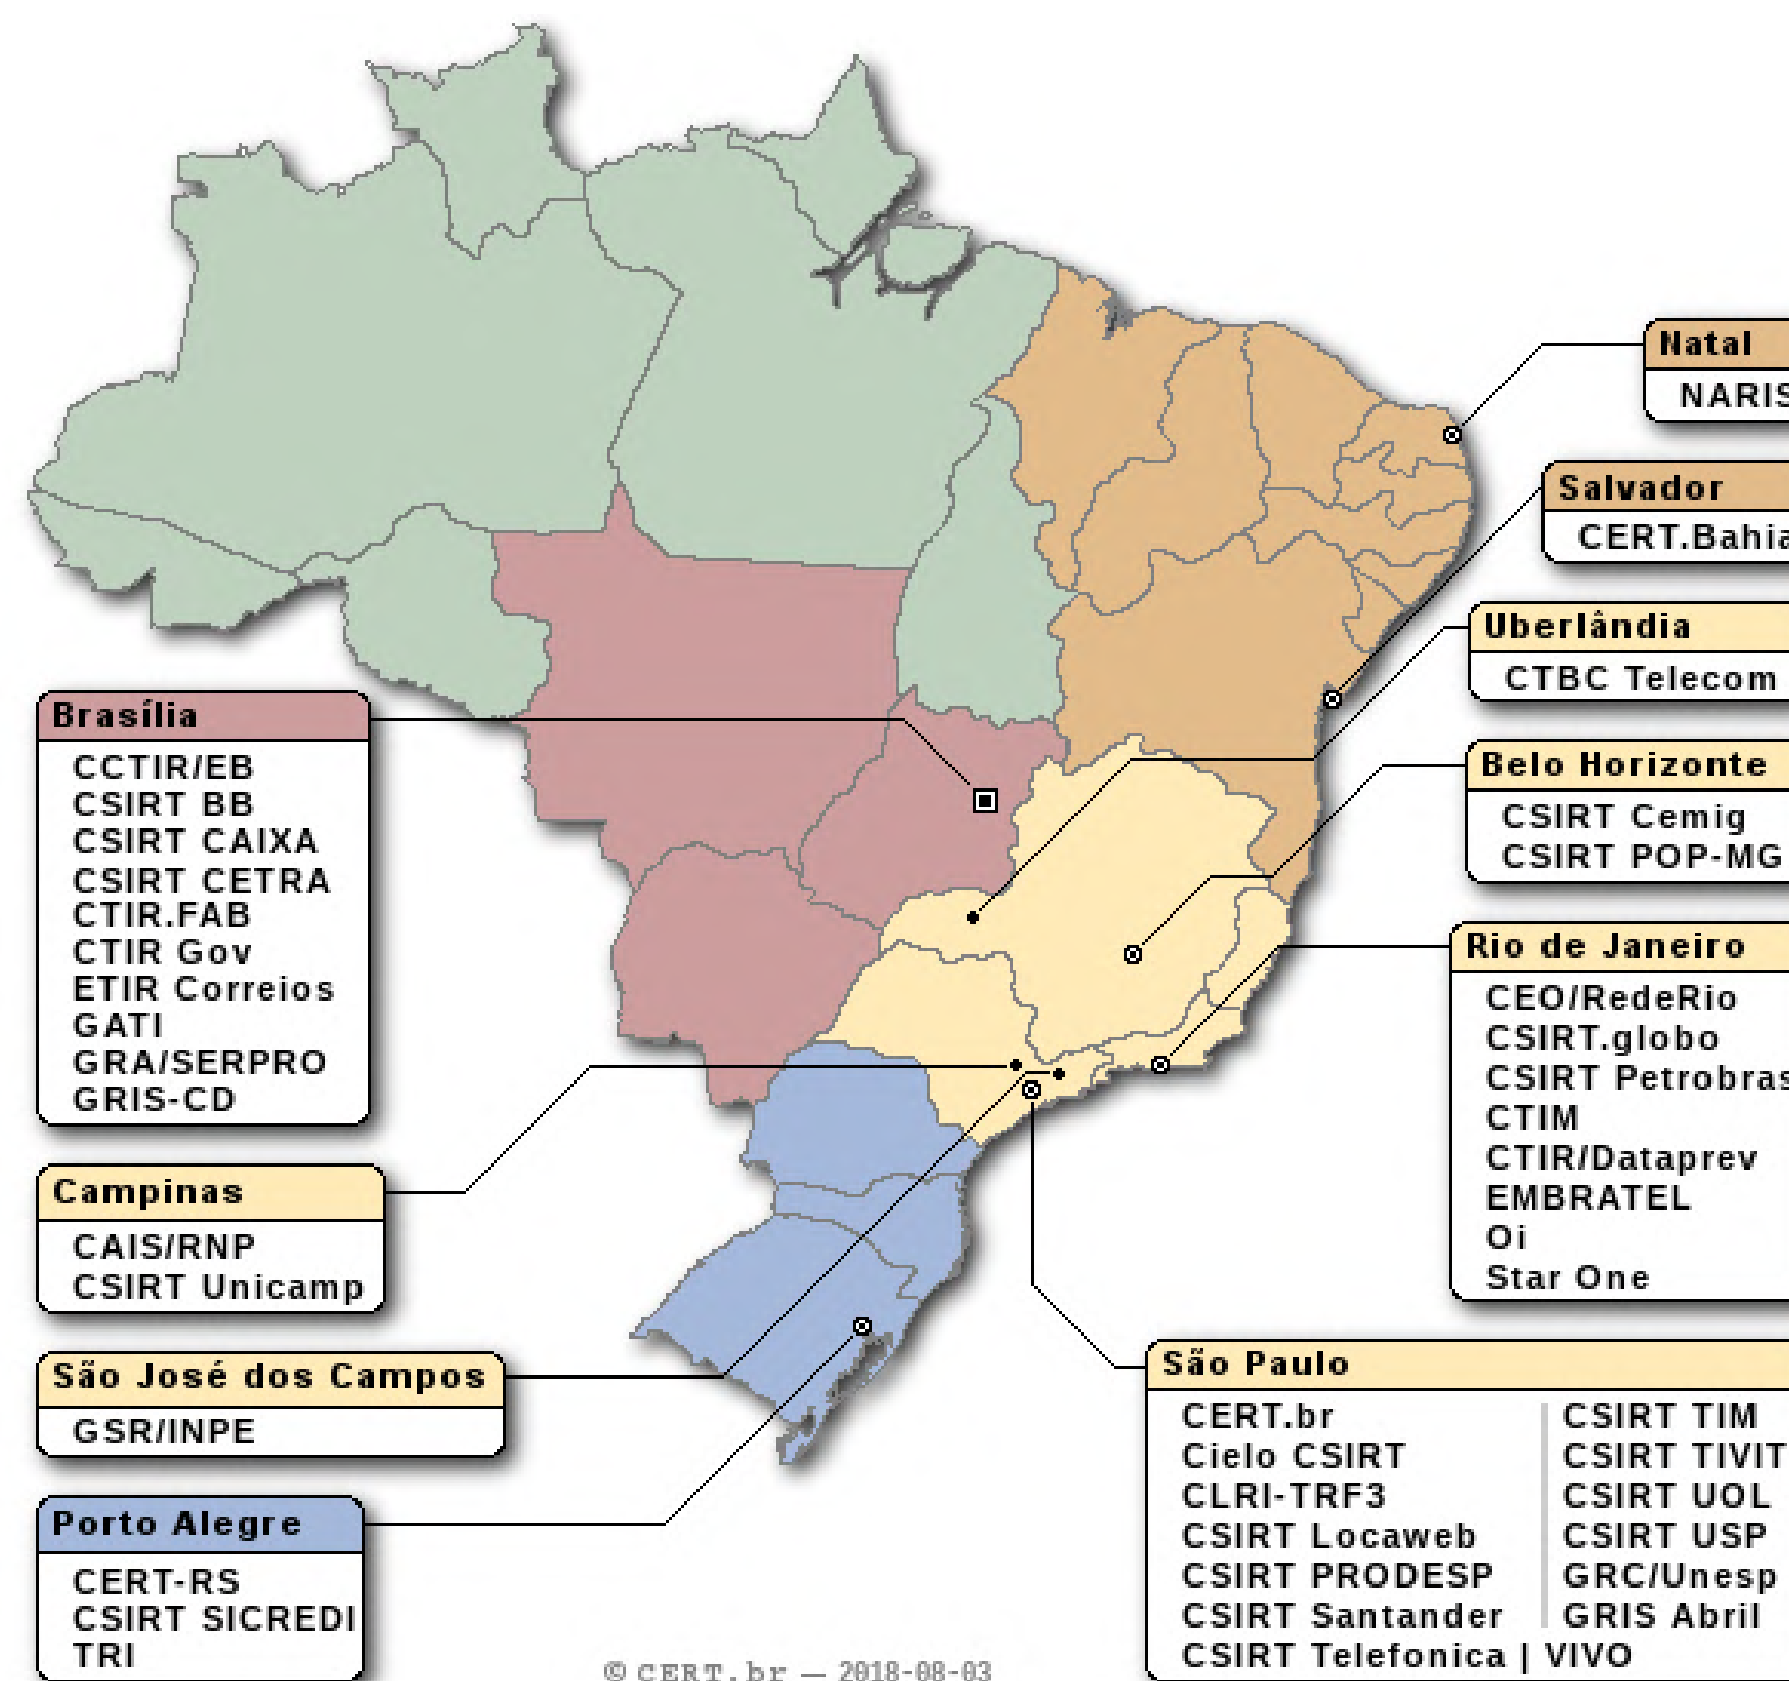 Natal
NARIS
Salvador
CERT.Bahia
Uberlândia
CTBC Telecom
Belo Horizonte
CSIRT Cemig
CSIRT POP-MG
Rio de Janeiro
CEO/RedeRio
CSIRT.globo
CSIRT Petrobras
CTIM
CTIR/Dataprev
EMBRATEL
Oi
Star One
Brasília
CCTIR/EB
CSIRT BB
CSIRT CAIXA
CSIRT CETRA
CTIR.FAB
CTIR Gov
ETIR Correios
GATI
GRA/SERPRO
GRIS-CD
Campinas
CAIS/RNP
CSIRT Unicamp
São José dos Campos
GSR/INPE
Porto Alegre
CERT-RS
CSIRT SICREDI
TRI
São Paulo
CERT.br
Cielo CSIRT
CLRI-TRF3
CSIRT Locaweb
CSIRT PRODESP
CSIRT Santander
CSIRT Telefonica | VIVO
CSIRT TIM
CSIRT TIVIT
CSIRT UOL
CSIRT USP
GRC/Unesp
GRIS Abril
© CERT.br — 2018-08-03